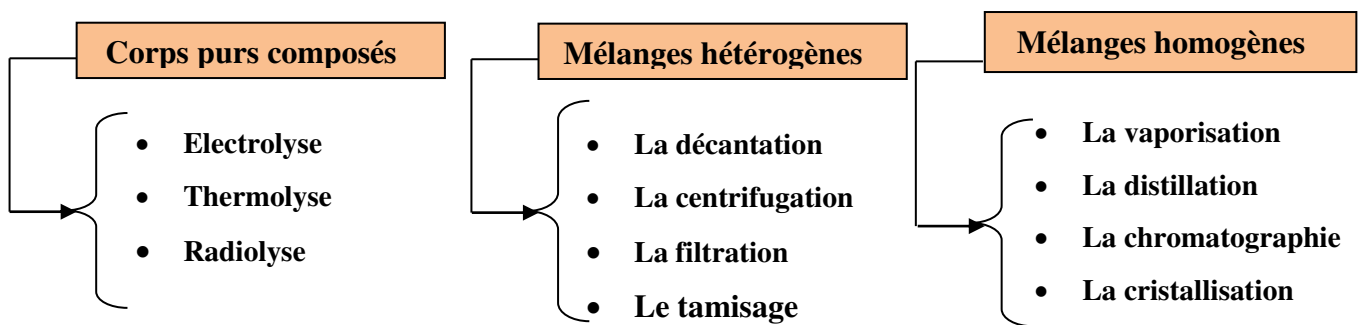 Corps purs composés
• Electrolyse
• Thermolyse
• Radiolyse
Mélanges hétérogènes
• La décantation
• La centrifugation
• La filtration
• Le tamisage
Mélanges homogènes
• La vaporisation
• La distillation
• La chromatographie
• La cristallisation